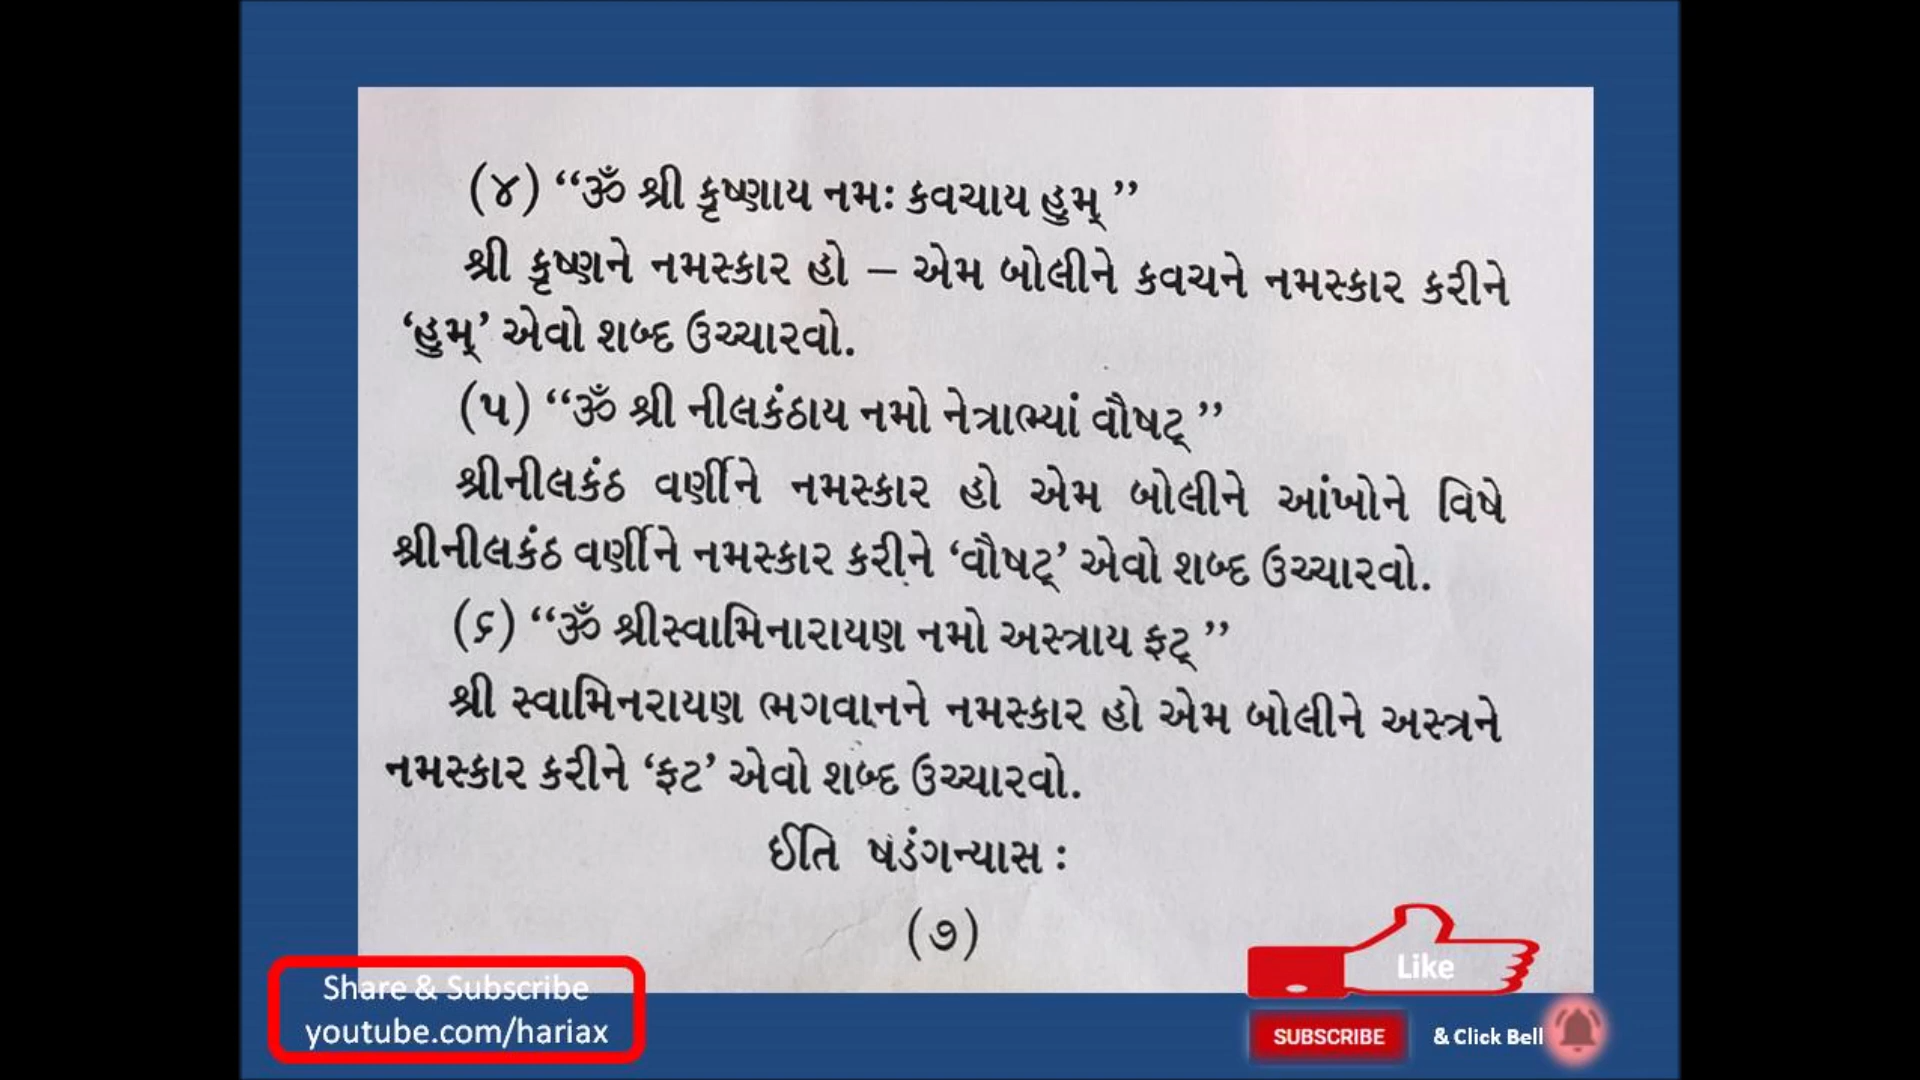 (૪) “ૐ શ્રી કૃષ્ણાય નમઃ કવચાય હુમ્ ”
શ્રી કૃષ્ણને નમસ્કાર હો – એમ બોલીને કવચને નમસ્કાર કરીને
‘હુમ્’ એવો શબ્દ ઉચ્ચારવો.
(૫) “ૐ શ્રી નીલકંઠાય નમો નેત્રાભ્યાં વૌષટ્ ”
શ્રીનીલકંઠ વર્ણીને નમસ્કાર હો એમ બોલીને આંખોને વિષે
શ્રીનીલકંઠ વર્ણીને નમસ્કાર કરીને ‘વૌષટ્’ એવો શબ્દ ઉચ્ચારવો.
(૬) “ૐ શ્રીસ્વામિનારાયણ નમો અસ્ત્રાય ફટ્ ”
શ્રી સ્વામિનરાયણ ભગવાનને નમસ્કાર હો એમ બોલીને અસ્ત્રને
નમસ્કાર કરીને ‘ફટ’ એવો શબ્દ ઉચ્ચારવો.
ઈતિ ષડંગન્યાસ :
(૭)
Like
Share & Subscribe
youtube.com/hariax
SUBSCRIBE & Click Bell